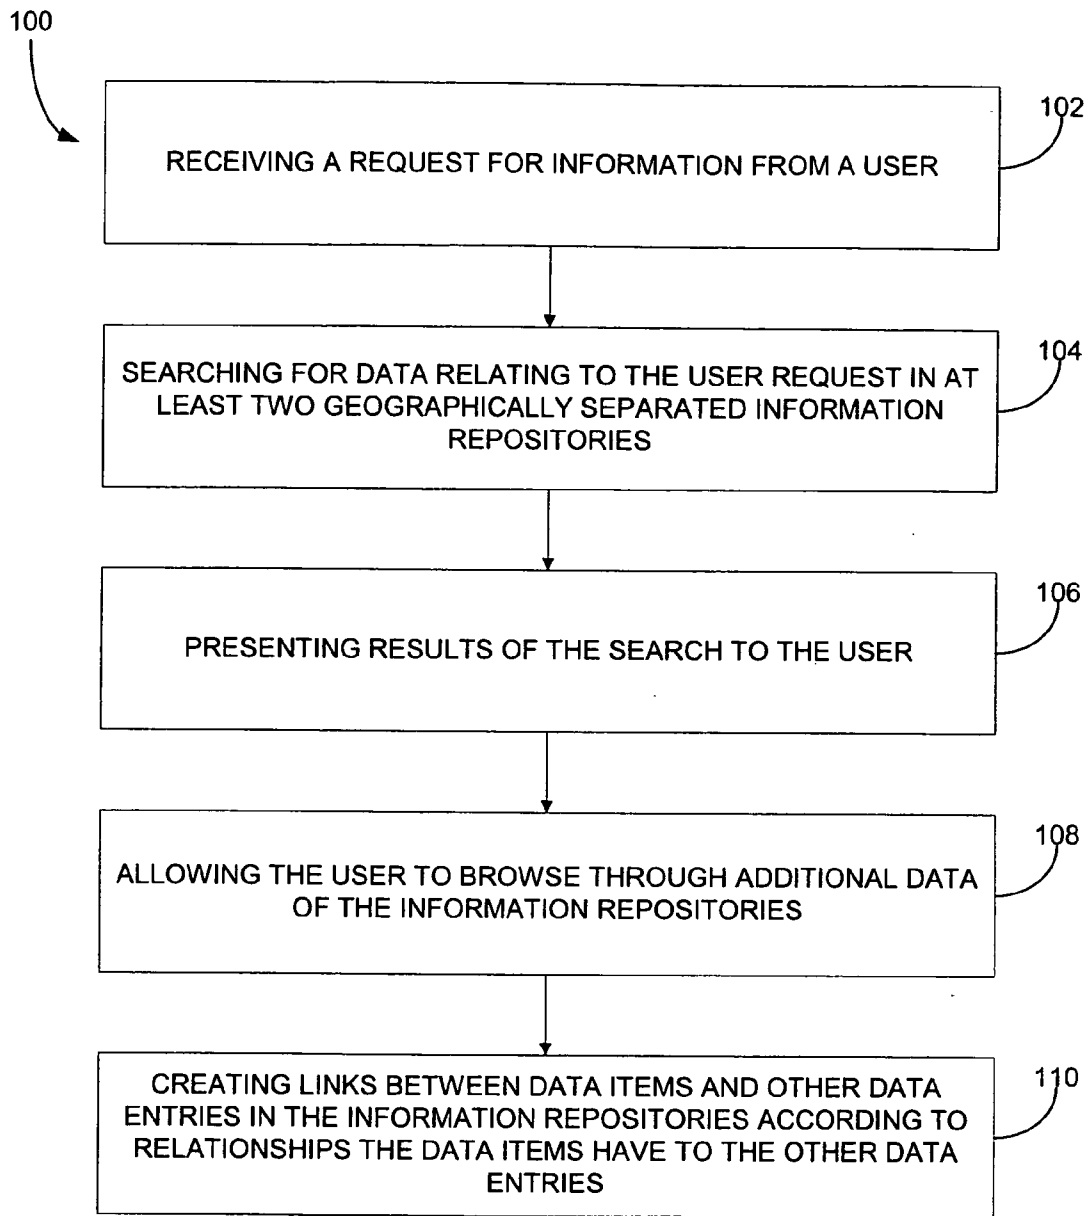 100
102
RECEIVING A REQUEST FOR INFORMATION FROM A USER
104
SEARCHING FOR DATA RELATING TO THE USER REQUEST IN AT
LEAST TWO GEOGRAPHICALLY SEPARATED INFORMATION
REPOSITORIES
106
PRESENTING RESULTS OF THE SEARCH TO THE USER
108
ALLOWING THE USER TO BROWSE THROUGH ADDITIONAL DATA
OF THE INFORMATION REPOSITORIES
110
CREATING LINKS BETWEEN DATA ITEMS AND OTHER DATA
ENTRIES IN THE INFORMATION REPOSITORIES ACCORDING TO
RELATIONSHIPS THE DATA ITEMS HAVE TO THE OTHER DATA
ENTRIES